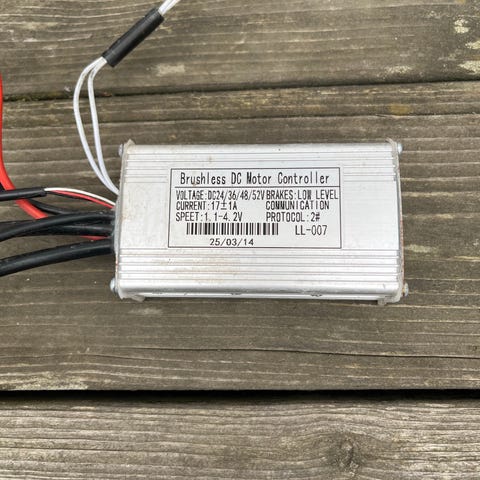 Brushless DC Motor Controller
VOLTAGE:DC24/36/48/52V BRAKES:LOW LEVEL
CURRENT:17±1A COMMUNICATION
SPEET:1.1-4.2V PROTOCOL:2#
LL-007
25/03/14